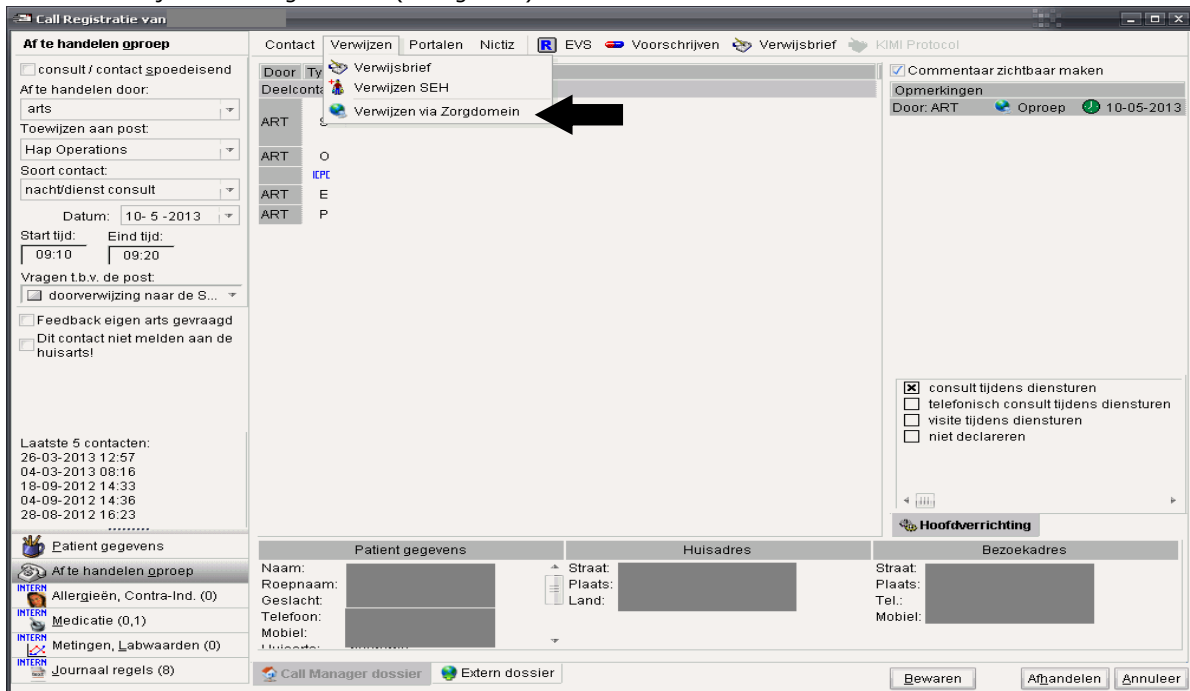 Call Registratie van
Af te handelen oproep
consult / contact spoedeisend
Af te handelen door:
arts
Toewijzen aan post:
Hap Operations
Soort contact:
nacht/dienst consult
Datum: 10- 5 -2013
Start tijd: Eind tijd:
09:10 09:20
Vragen t.b.v. de post:
doorverwijzing naar de S...
Feedback eigen arts gevraagd
Dit contact niet melden aan de
huisarts!
Laatste 5 contacten:
26-03-2013 12:57
04-03-2013 08:16
18-09-2012 14:33
04-09-2012 14:36
28-08-2012 16:23
Patient gegevens
Af te handelen oproep
INTERN Allergieën, Contra-Ind. (0)
INTERN Medicatie (0,1)
INTERN Metingen, Labwaarden (0)
INTERN Journaal regels (8)
Contact Verwijzen Portalen Nictiz R EVS Voorschrijven Verwijsbrief KIMI Protocol
Verwijsbrief
Verwijzen SEH
Verwijzen via Zorgdomein
Door Ty
Deelconta
ART S
ART O
ICPC
ART E
ART P
Commentaar zichtbaar maken
Opmerkingen
Door: ART Oproep 10-05-2013
consult tijdens diensturen
telefonisch consult tijdens diensturen
visite tijdens diensturen
niet declareren
Hoofdverrichting
Patient gegevens Huisadres Bezoekadres
Naam: Straat: Straat:
Roepnaam: Plaats: Plaats:
Geslacht: Land: Tel.:
Telefoon: Mobiel:
Mobiel:
Call Manager dossier Extern dossier
Bewaren Afhandelen Annuleer